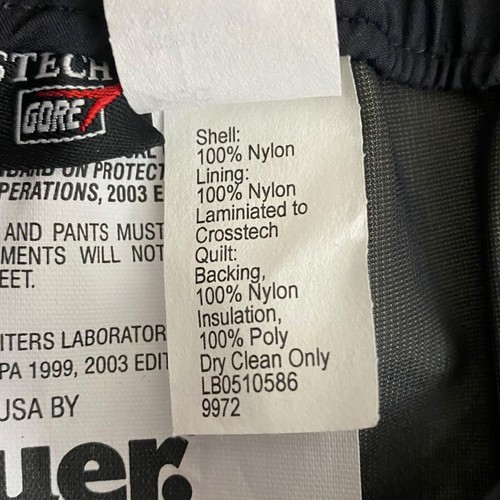 STECH
GORE
DARD ON PROTECT
PERATIONS, 2003 E
AND PANTS MUST
MENTS WILL NOT
EET.
ITERS LABORATOR
PA 1999, 2003 EDIT
USA BY
uer.
Shell:
100% Nylon
Lining:
100% Nylon
Laminiated to
Crosstech
Quilt:
Backing,
100% Nylon
Insulation,
100% Poly
Dry Clean Only
LB0510586
9972